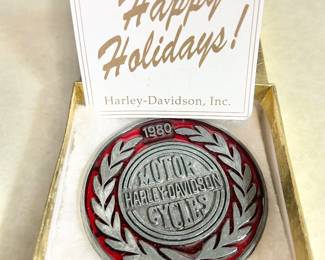 Happy
Holidays!
Harley-Davidson, Inc.
1980
MOTOR
HARLEY-DAVIDSON
CYCLES